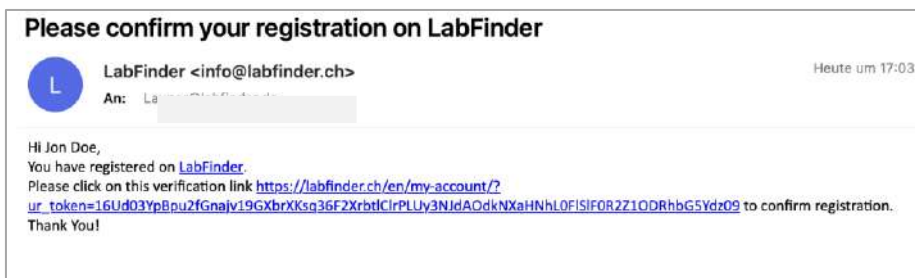 Please confirm your registration on LabFinder
L
LabFinder <info@labfinder.ch>
Heute um 17:03
An:
Hi Jon Doe,
You have registered on LabFinder.
Please click on this verification link https://labfinder.ch/en/my-account/?
ur_token=16Ud03YpBpu2fGnajv19GXbrXKsq36F2XrbtlClrPLUy3NJdAOdkNXaHNhL0FlSlF0R2Z1ODRhbG5Ydz09 to confirm registration.
Thank You!